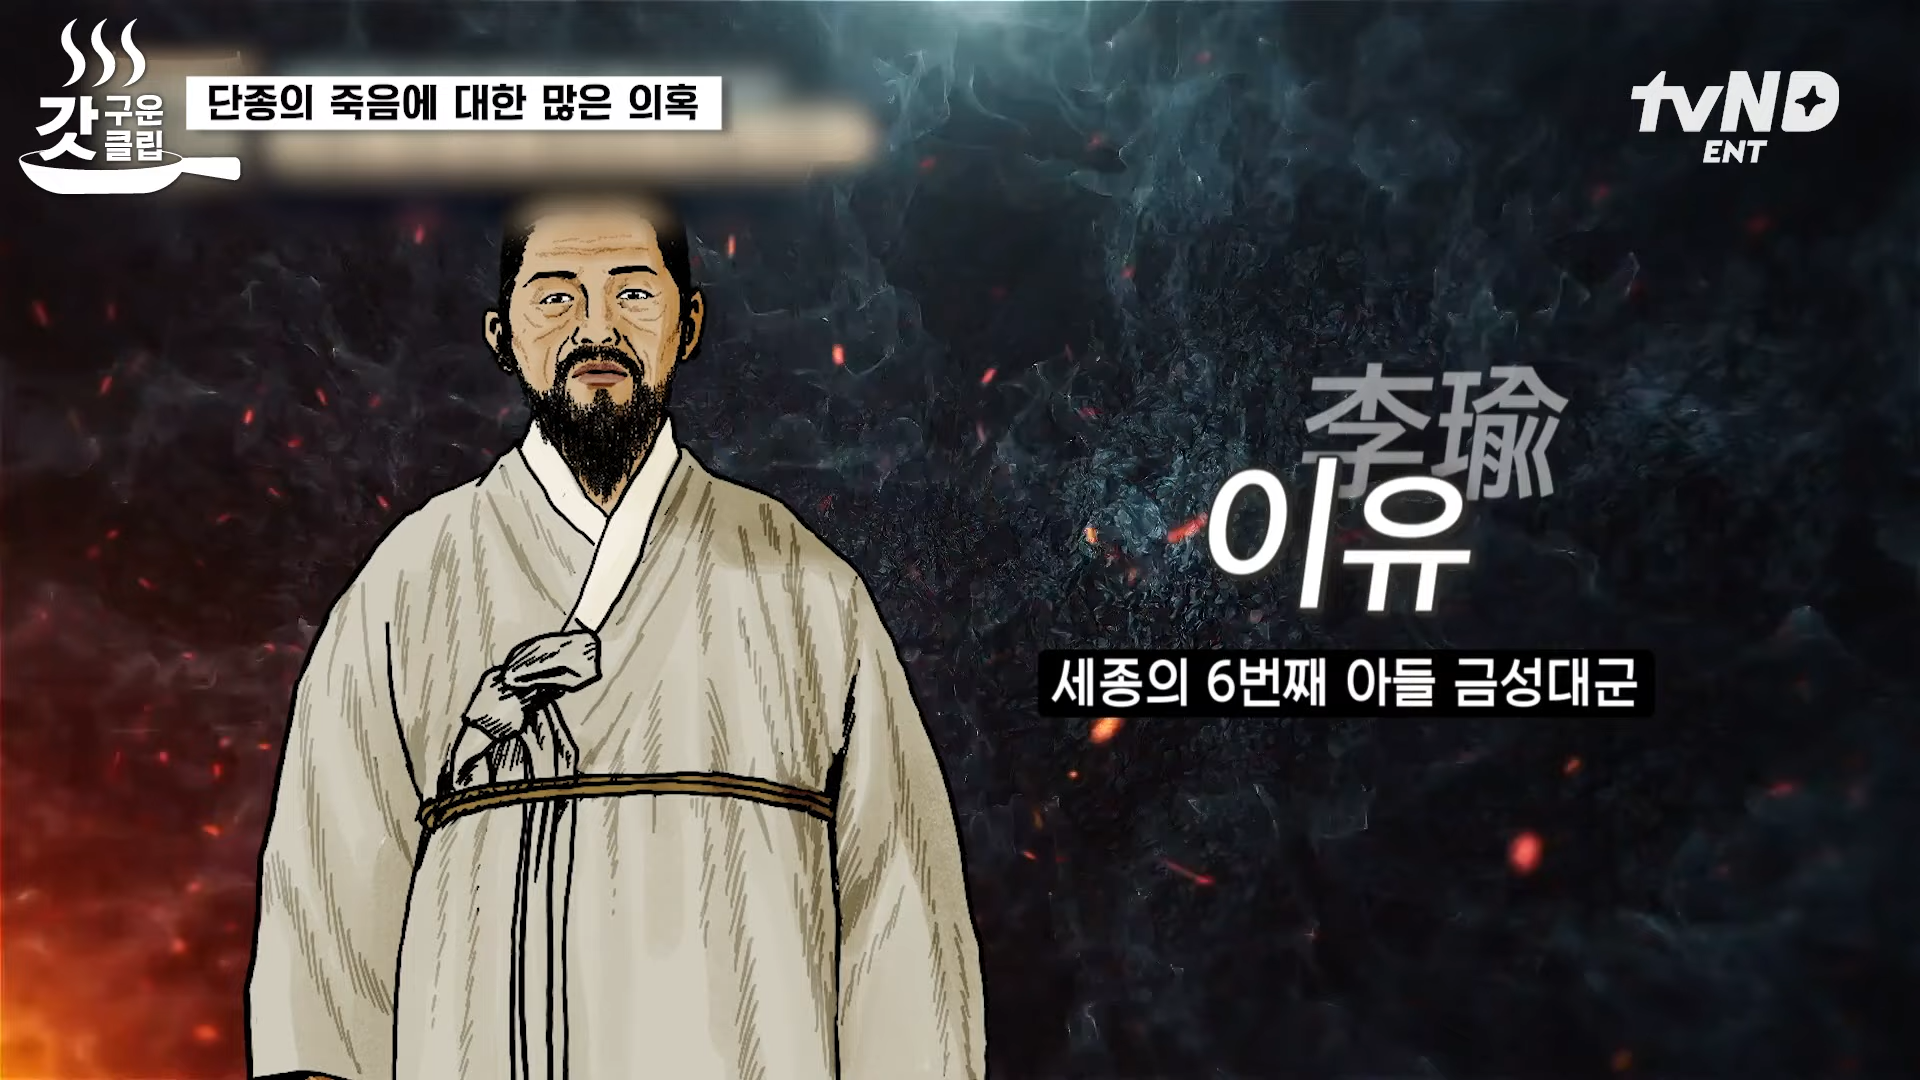 갓구운클립
단종의 죽음에 대한 많은 의혹
tvND
ENT
李瑜
이유
세종의 6번째 아들 금성대군